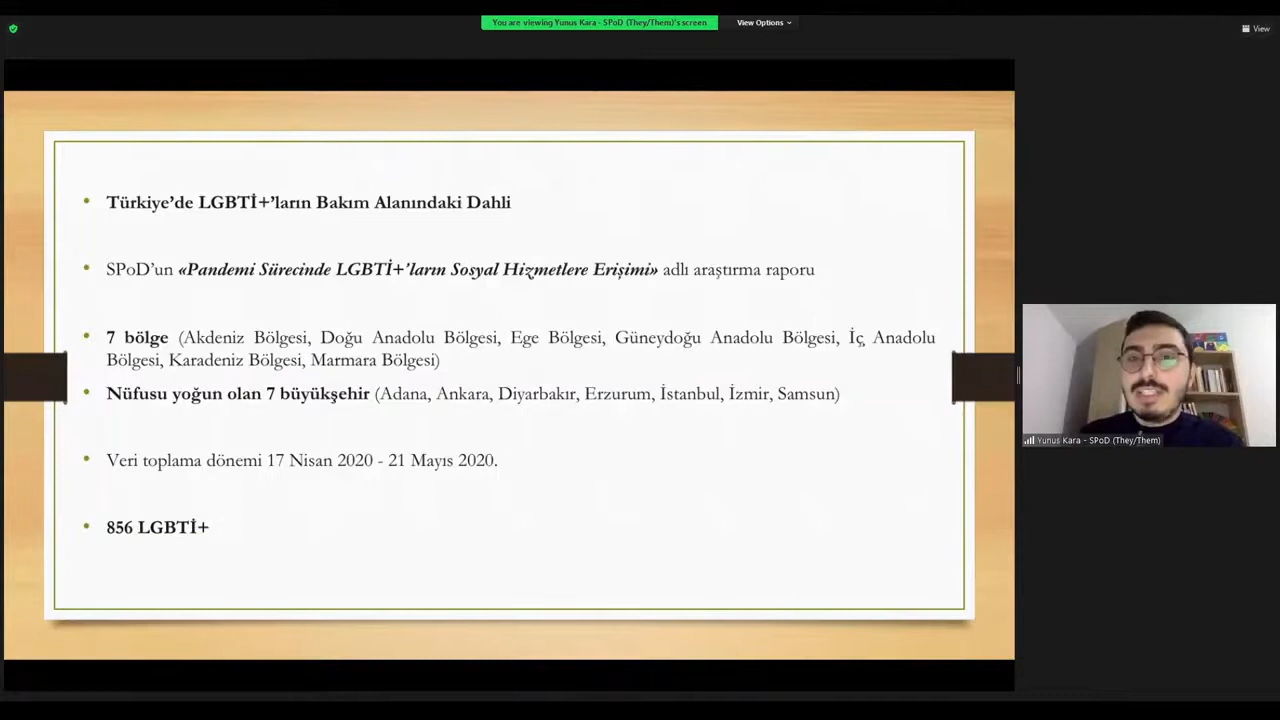 You are viewing Yunus Kara - SPoD (They/Them)'s screen
View Options
View
• Türkiye'de LGBTİ+'ların Bakım Alanındaki Dahli
• SPoD'un «Pandemi Sürecinde LGBTİ+'ların Sosyal Hizmetlere Erişimi» adlı araştırma raporu
• 7 bölge (Akdeniz Bölgesi, Doğu Anadolu Bölgesi, Ege Bölgesi, Güneydoğu Anadolu Bölgesi, İç Anadolu
Bölgesi, Karadeniz Bölgesi, Marmara Bölgesi)
• Nüfusu yoğun olan 7 büyükşehir (Adana, Ankara, Diyarbakır, Erzurum, İstanbul, İzmir, Samsun)
• Veri toplama dönemi 17 Nisan 2020 - 21 Mayıs 2020.
• 856 LGBTİ+
Yunus Kara - SPoD (They/Them)